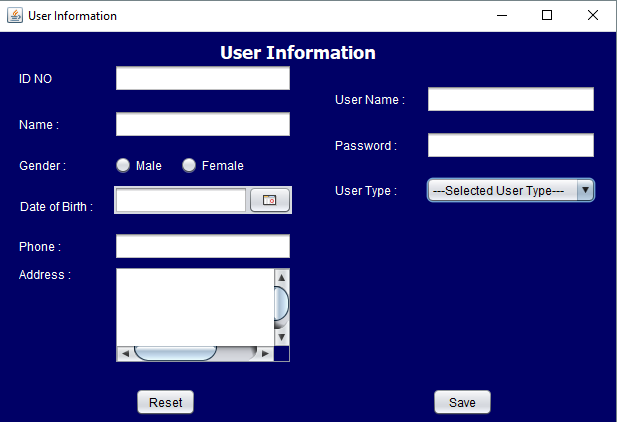 User Information
User Information
ID NO
Name :
Gender : Male Female
Date of Birth :
Phone :
Address :
User Name :
Password :
User Type : ---Selected User Type---
Reset Save